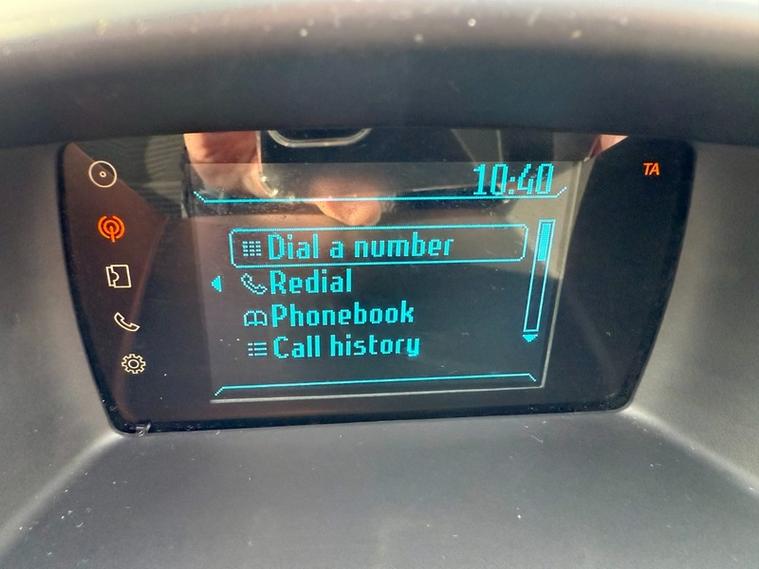 10:40
TA
Dial a number
Redial
Phonebook
Call history